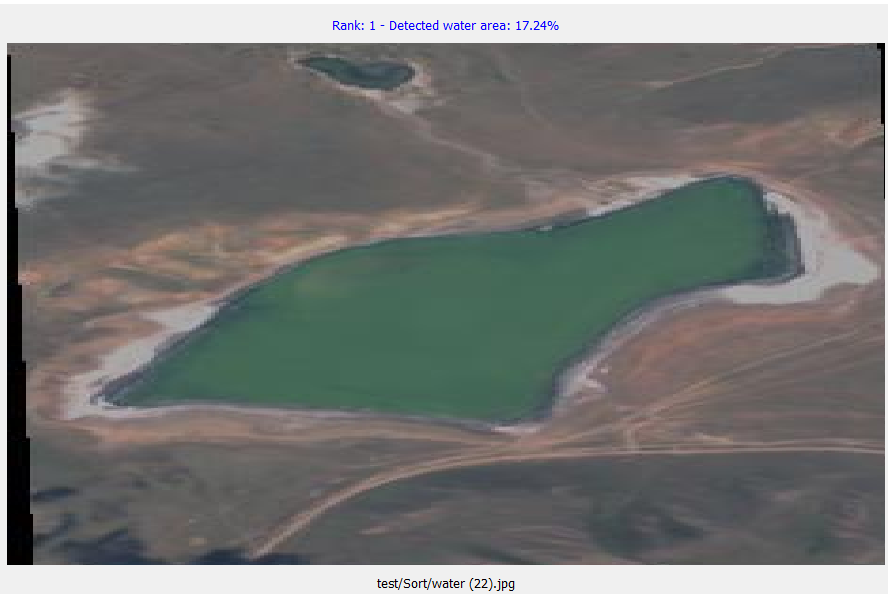 Rank: 1 - Detected water area: 17.24%
test/Sort/water (22).jpg